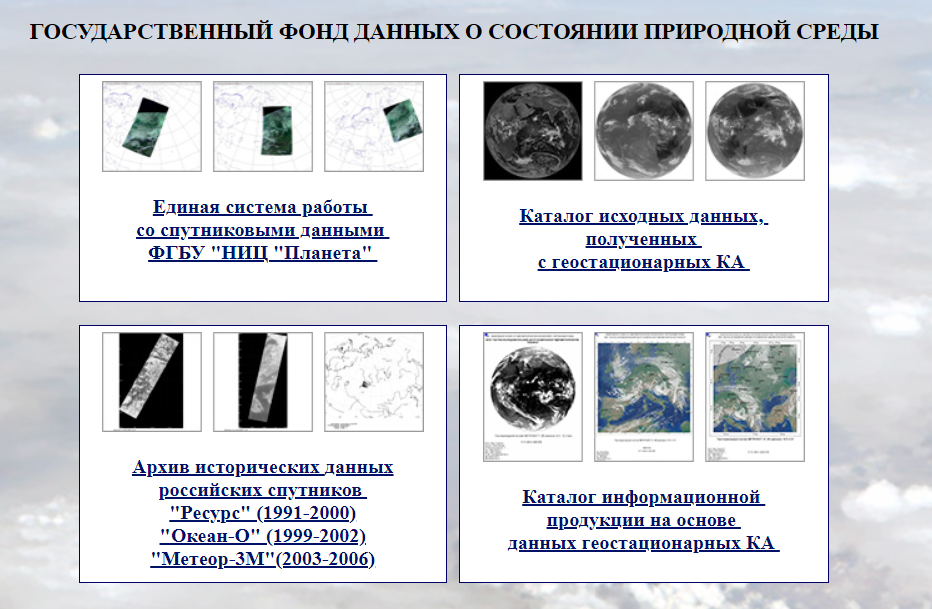 ГОСУДАРСТВЕННЫЙ ФОНД ДАННЫХ О СОСТОЯНИИ ПРИРОДНОЙ СРЕДЫ
Единая система работы
со спутниковыми данными
ФГБУ "НИЦ "Планета"
Каталог исходных данных,
полученных
с геостационарных КА
Архив исторических данных
российских спутников
"Ресурс" (1991-2000)
"Океан-О" (1999-2002)
"Метеор-3М"(2003-2006)
Каталог информационной
продукции на основе
данных геостационарных КА